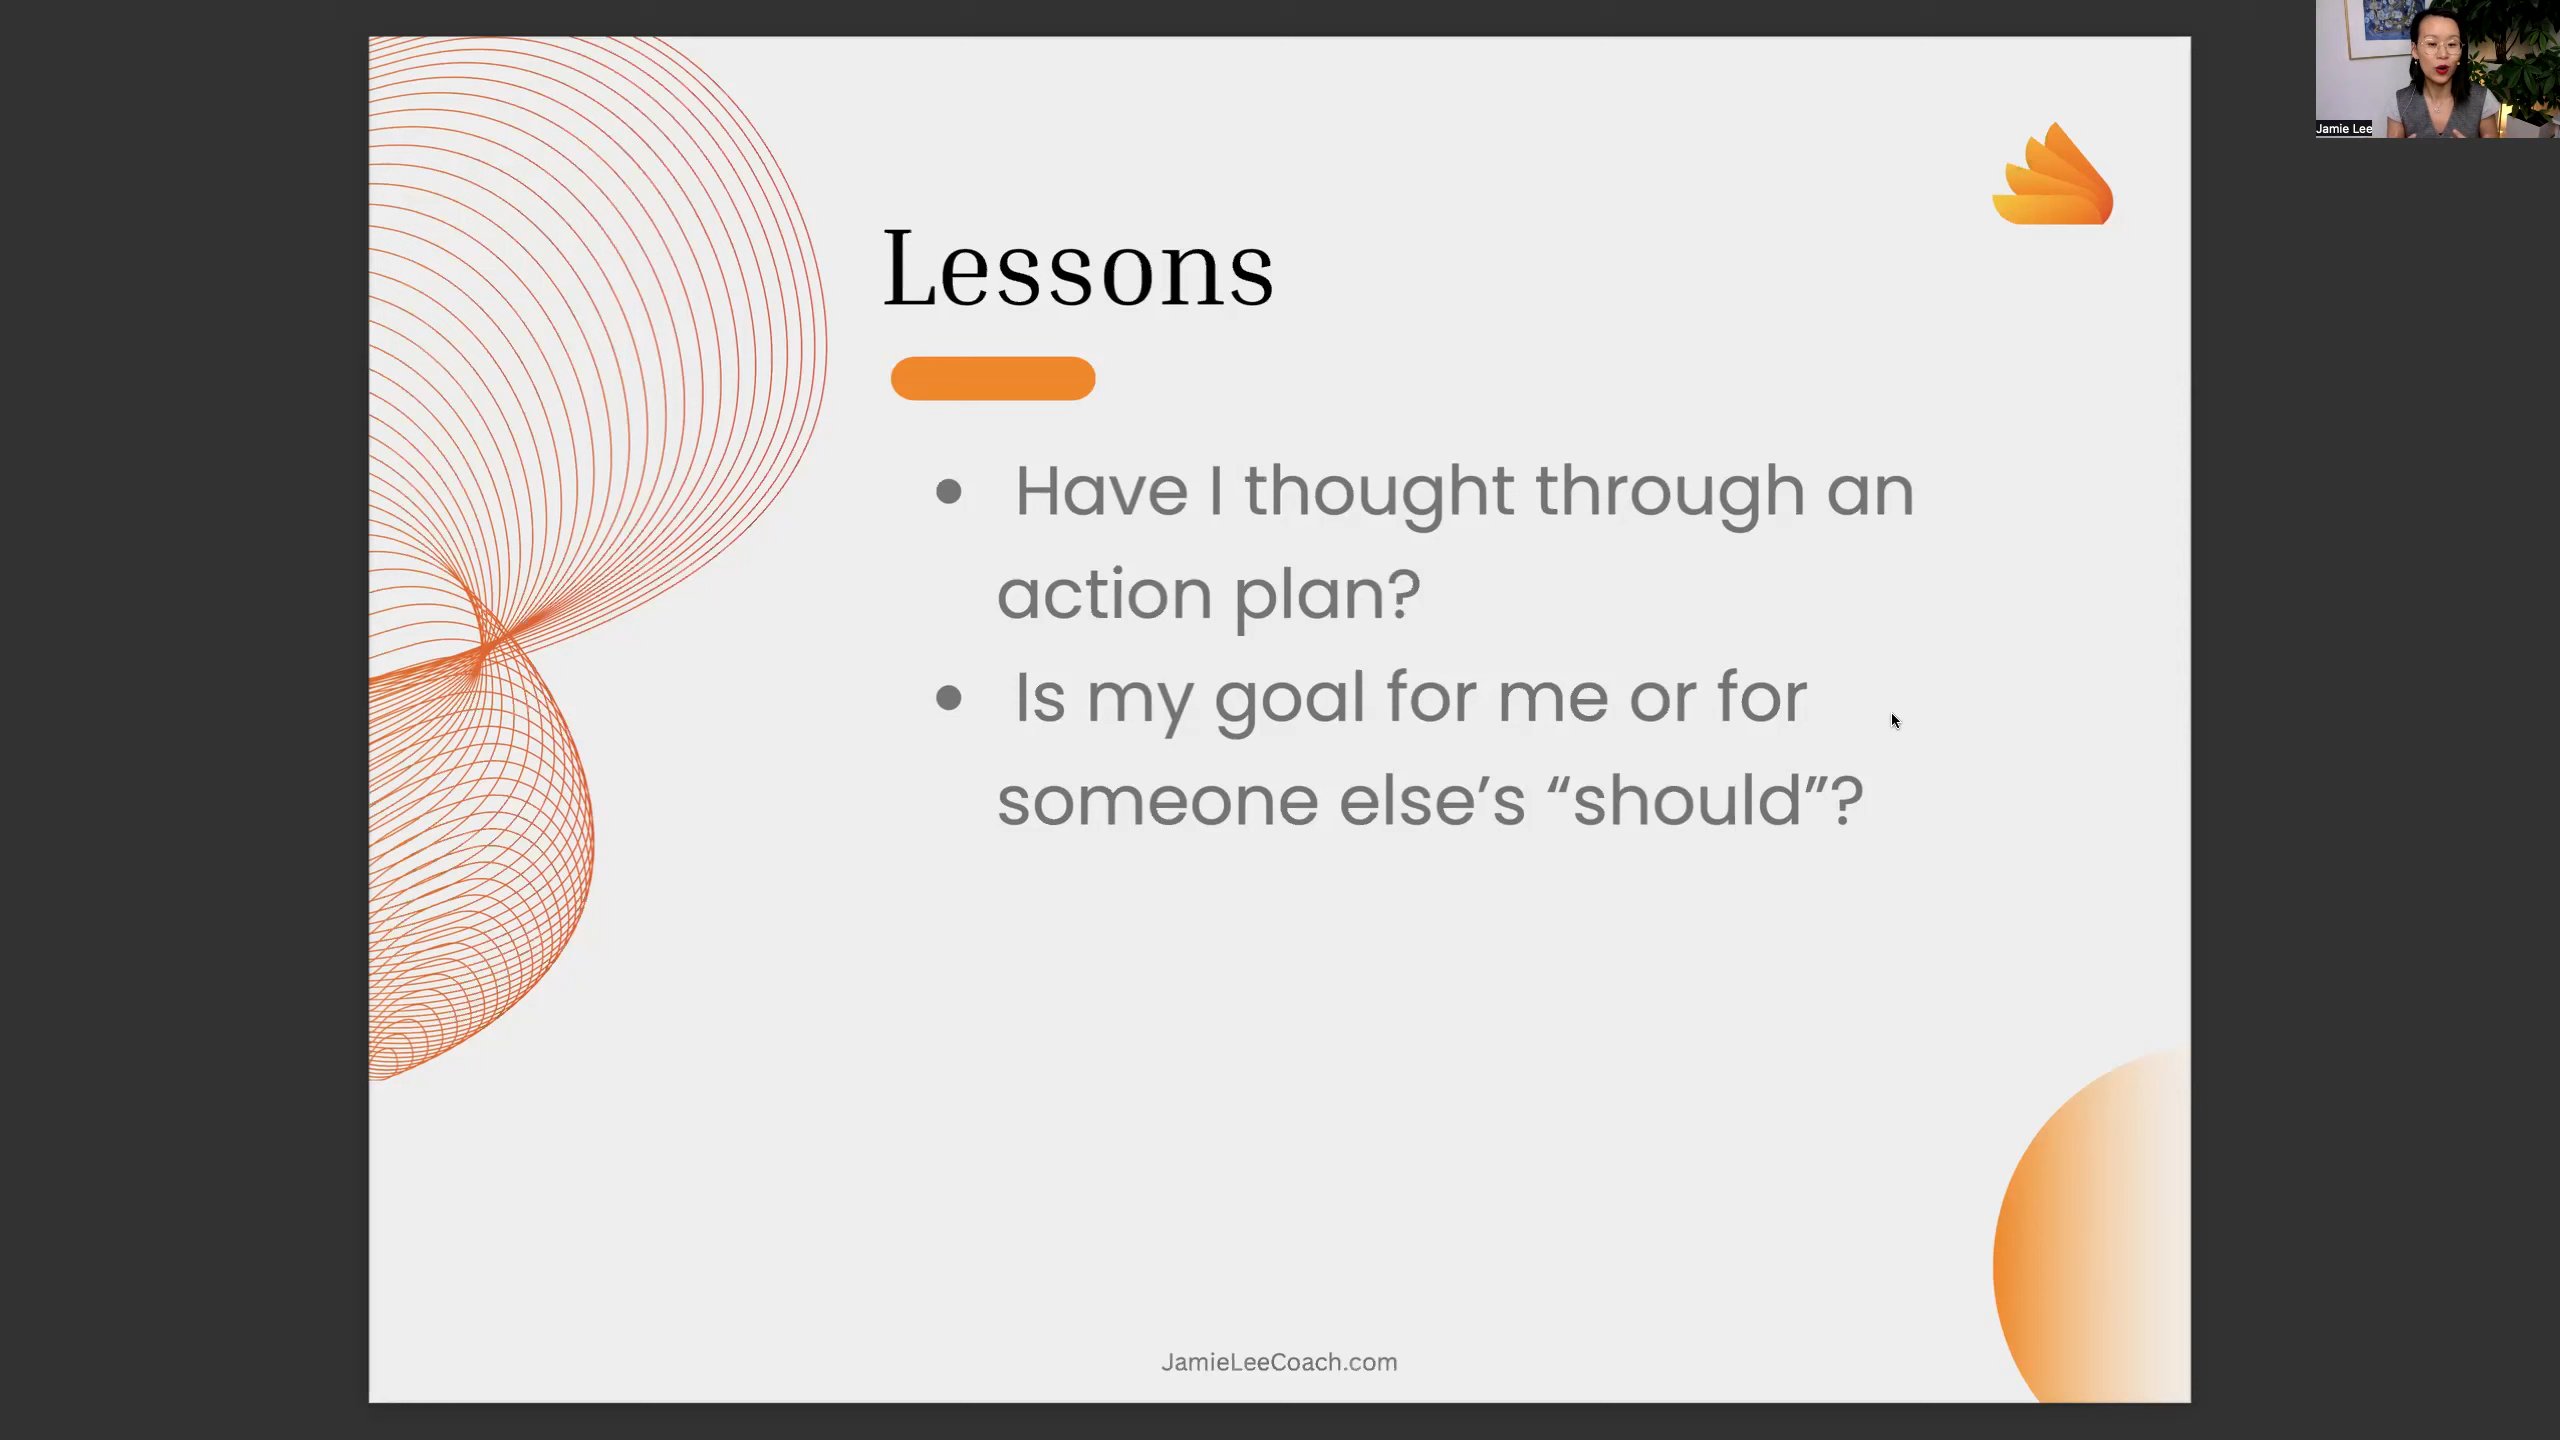 Jamie Lee
Lessons
• Have I thought through an
action plan?
• Is my goal for me or for
someone else’s “should”?
JamieLeeCoach.com